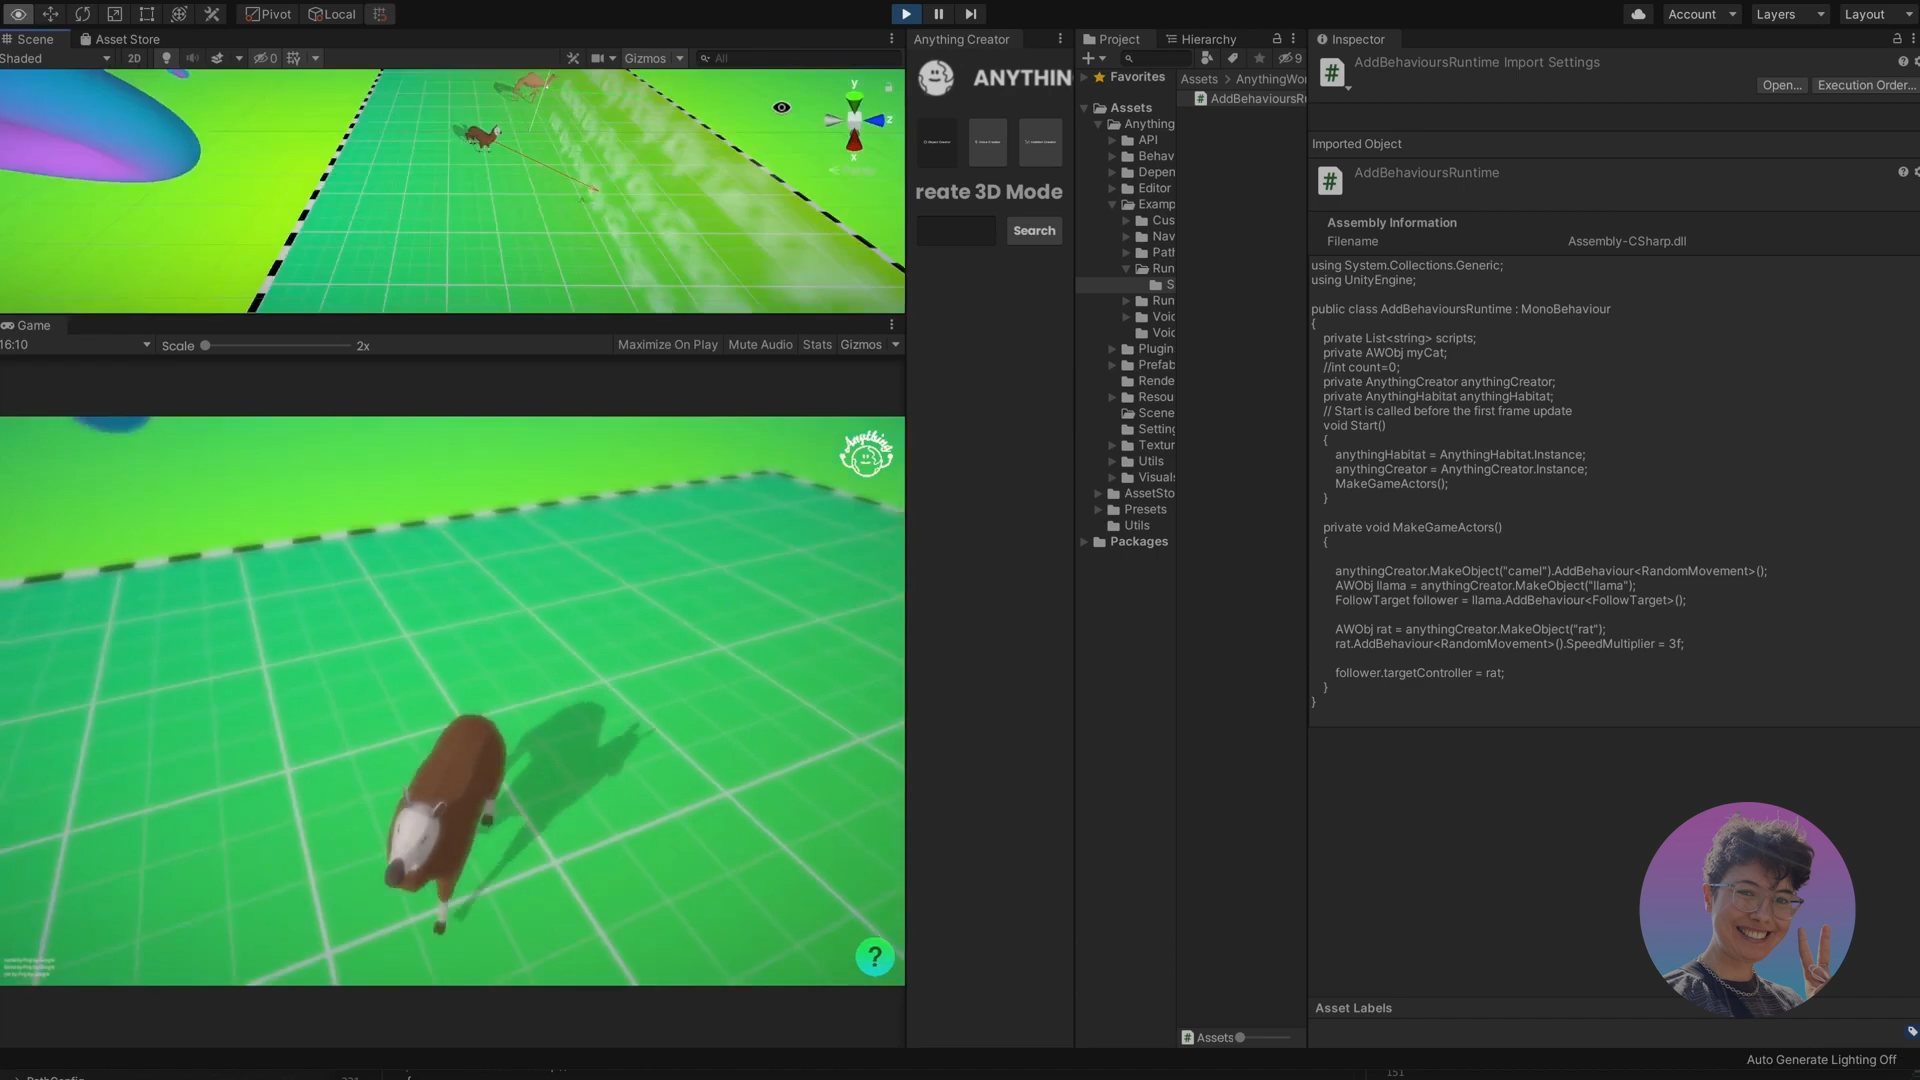 Pivot
Local
Account
Layers
Layout
Scene
Asset Store
Shaded
2D
0
Gizmos
All
y
z
x
Game
16:10
Scale
2x
Maximize On Play
Mute Audio
Stats
Gizmos
Anything
?
Anything Creator
ANYTHIN
reate 3D Mode
Search
Project
Hierarchy
9
Favorites
Assets
Anything
API
Behav
Depen
Editor
Examp
Cus
Nav
Path
Run
S
Run
Voic
Voic
Plugin
Prefab
Rende
Resou
Scene
Setting
Textur
Utils
Visual
AssetSto
Presets
Utils
Packages
Assets > AnythingWor
AddBehavioursRu
Assets
Inspector
AddBehavioursRuntime Import Settings
Open...
Execution Order...
Imported Object
AddBehavioursRuntime
Assembly Information
Filename
Assembly-CSharp.dll
using System.Collections.Generic;
using UnityEngine;
public class AddBehavioursRuntime : MonoBehaviour
{
private List<string> scripts;
private AWObj myCat;
//int count=0;
private AnythingCreator anythingCreator;
private AnythingHabitat anythingHabitat;
// Start is called before the first frame update
void Start()
{
anythingHabitat = AnythingHabitat.Instance;
anythingCreator = AnythingCreator.Instance;
MakeGameActors();
}
private void MakeGameActors()
{
anythingCreator.MakeObject("camel").AddBehaviour<RandomMovement>();
AWObj llama = anythingCreator.MakeObject("llama");
FollowTarget follower = llama.AddBehaviour<FollowTarget>();
AWObj rat = anythingCreator.MakeObject("rat");
rat.AddBehaviour<RandomMovement>().SpeedMultiplier = 3f;
follower.targetController = rat;
}
}
Asset Labels
Auto Generate Lighting Off
151